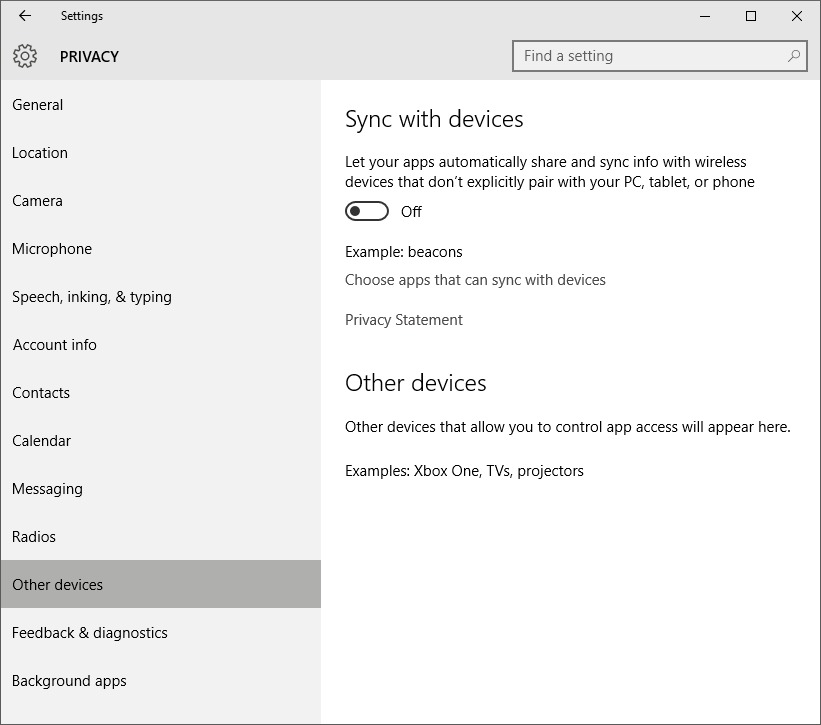 Settings
PRIVACY
Find a setting
General
Location
Camera
Microphone
Speech, inking, & typing
Account info
Contacts
Calendar
Messaging
Radios
Other devices
Feedback & diagnostics
Background apps
Sync with devices
Let your apps automatically share and sync info with wireless
devices that don't explicitly pair with your PC, tablet, or phone
Off
Example: beacons
Choose apps that can sync with devices
Privacy Statement
Other devices
Other devices that allow you to control app access will appear here.
Examples: Xbox One, TVs, projectors